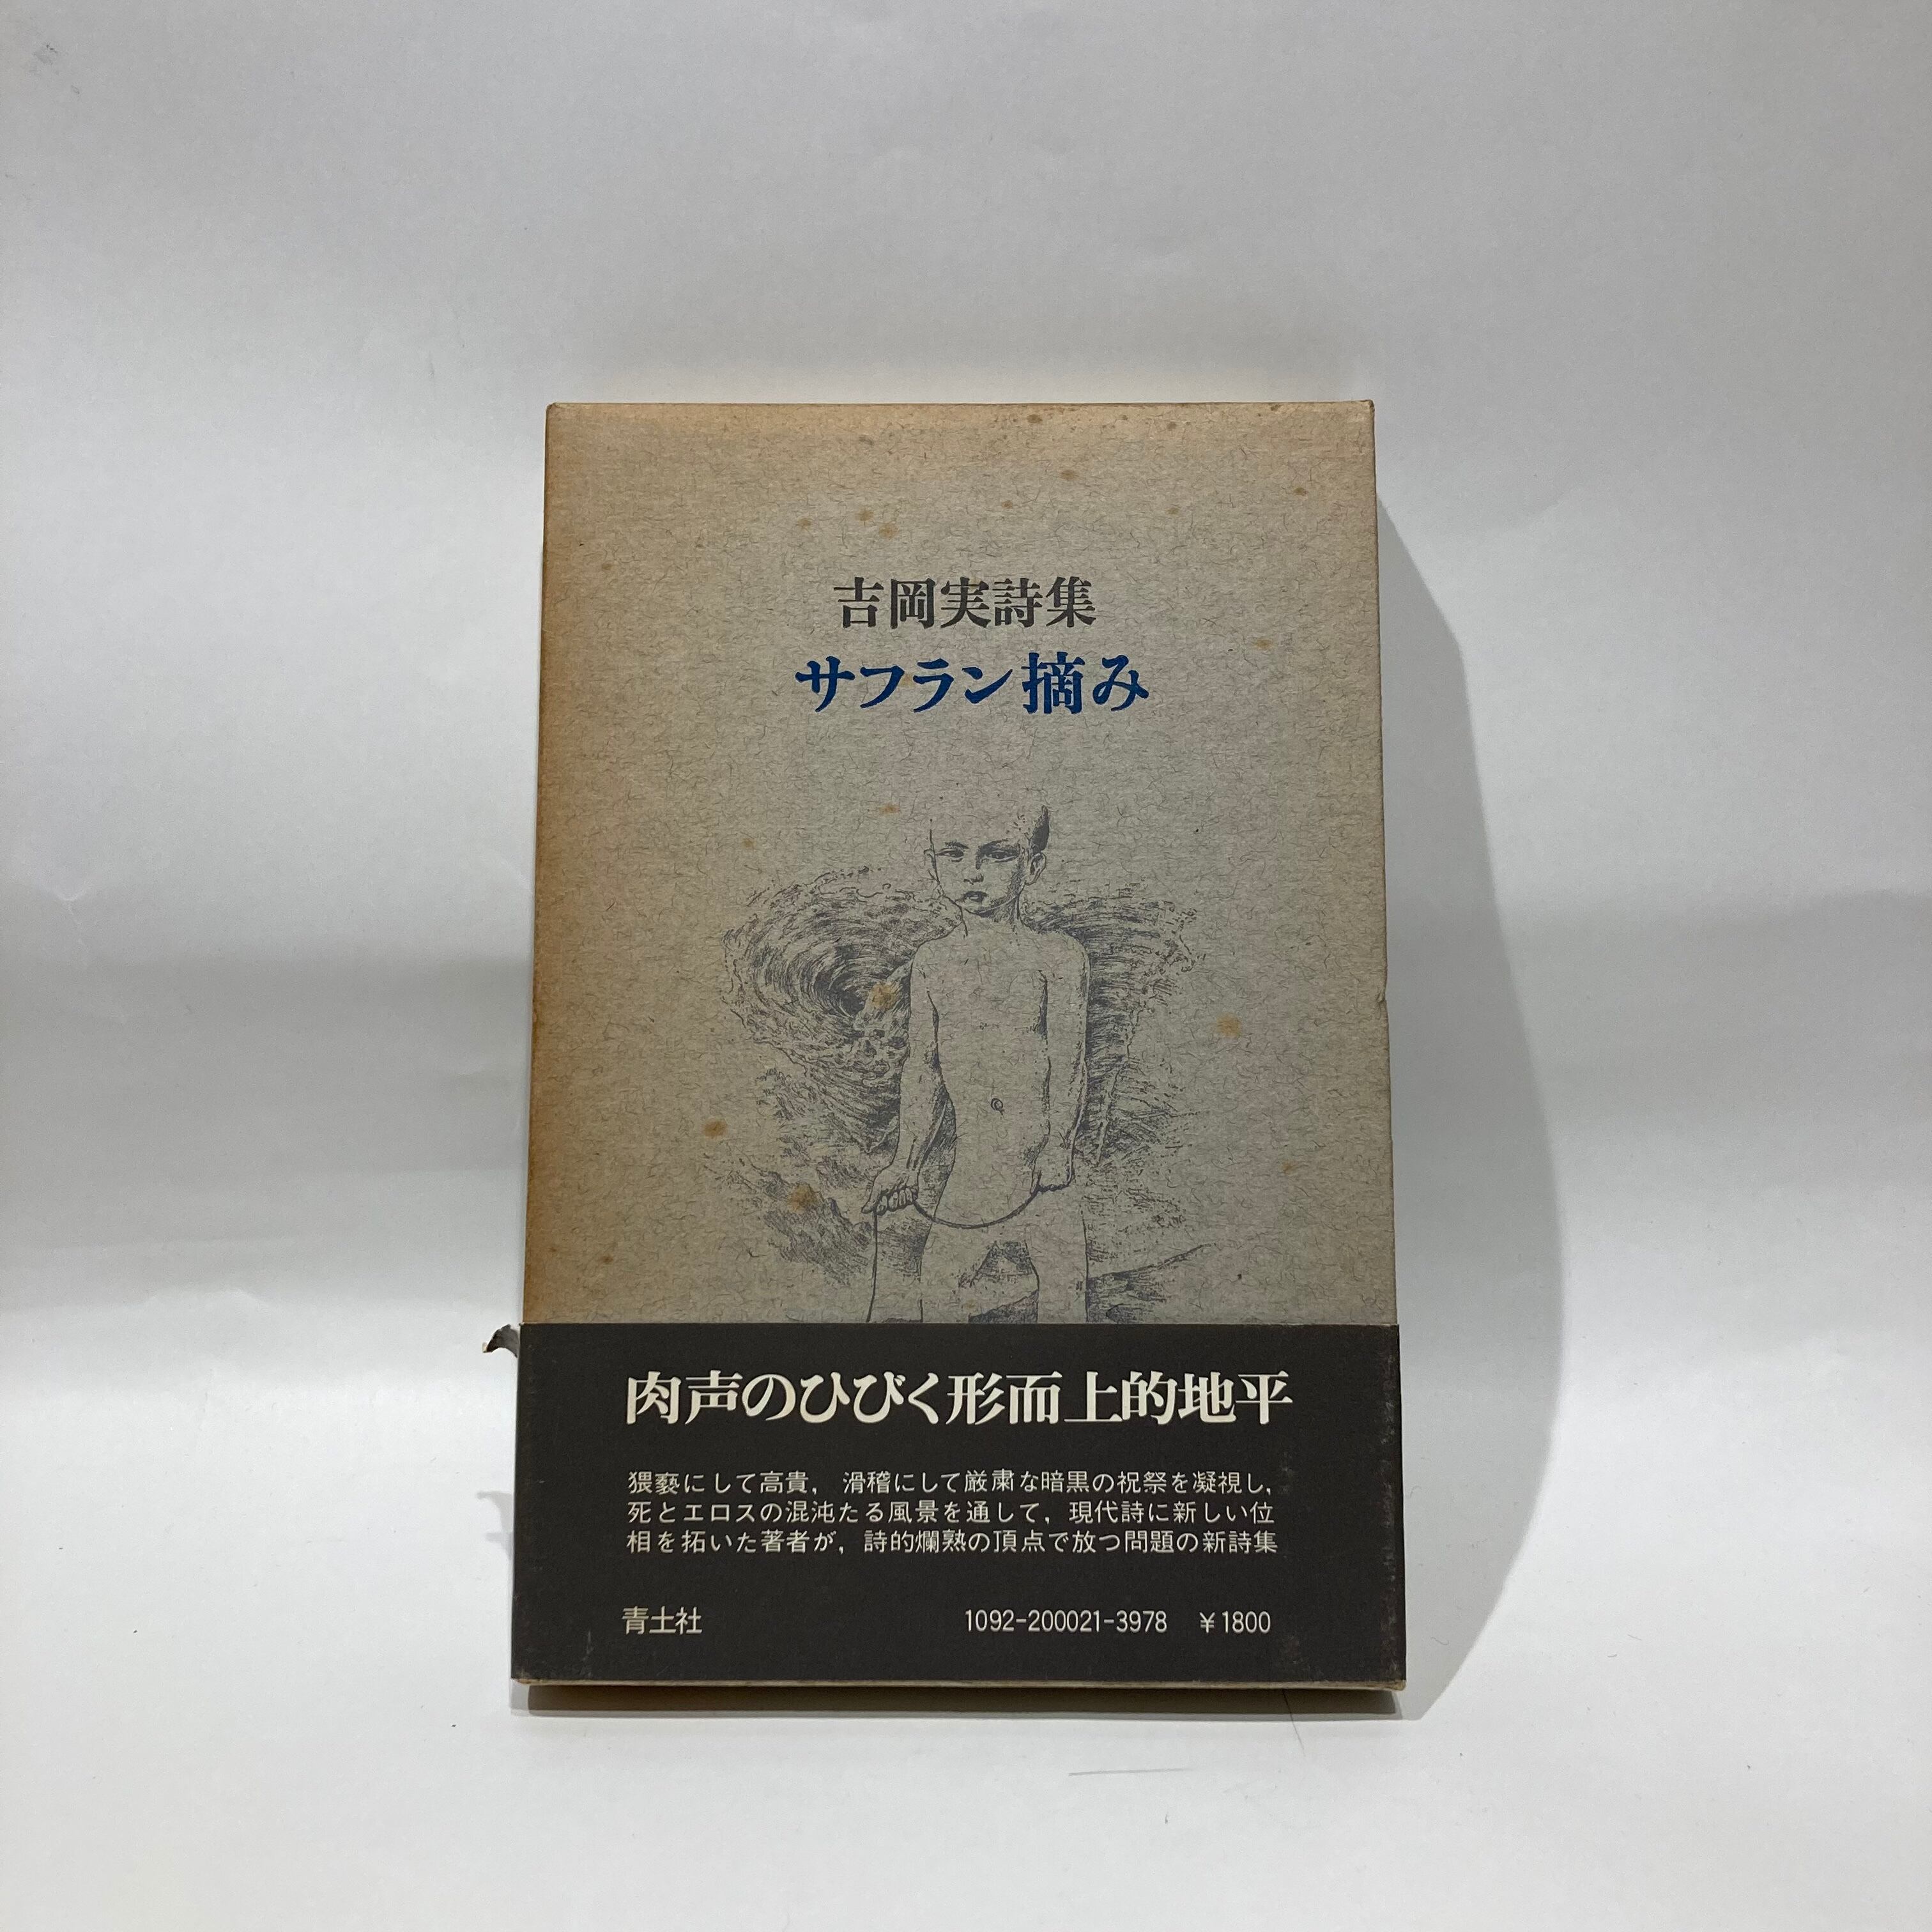 吉岡実詩集
サフラン摘み
肉声のひびく形而上的地平
猥褻にして高貴，滑稽にして厳粛な暗黒の祝祭を凝視し，
死とエロスの混沌たる風景を通して，現代詩に新しい位
相を拓いた著者が，詩的爛熟の頂点で放つ問題の新詩集
青土社 1092-200021-3978 ¥1800